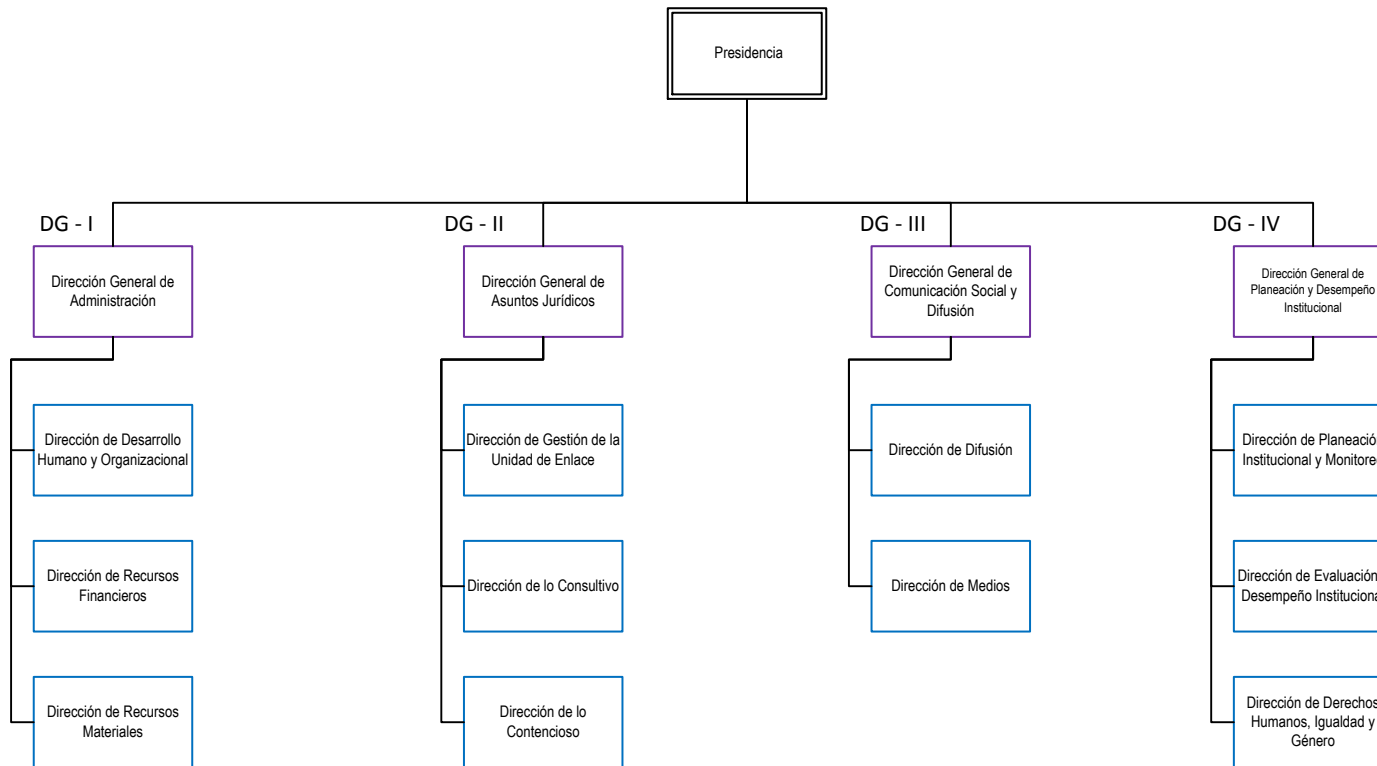 Presidencia
DG - I
DG - II
DG - III
DG - IV
Dirección General de
Administración
Dirección General de
Asuntos Jurídicos
Dirección General de
Comunicación Social y
Difusión
Dirección General de
Planeación y Desempeño
Institucional
Dirección de Desarrollo
Humano y Organizacional
Dirección de Gestión de la
Unidad de Enlace
Dirección de Difusión
Dirección de Planeación
Institucional y Monitoreo
Dirección de Recursos
Financieros
Dirección de lo Consultivo
Dirección de Medios
Dirección de Evaluación
Desempeño Institucional
Dirección de Recursos
Materiales
Dirección de lo
Contencioso
Dirección de Derechos
Humanos, Igualdad y
Género